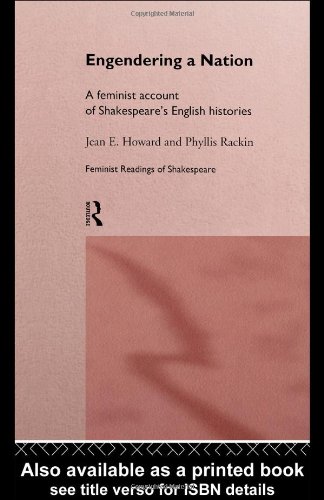 Engendering a Nation
A feminist account
of Shakespeare's English histories
Jean E. Howard and Phyllis Rackin
Feminist Readings of Shakespeare
ROUTLEDGE
Also available as a printed book
see title verso for ISBN details